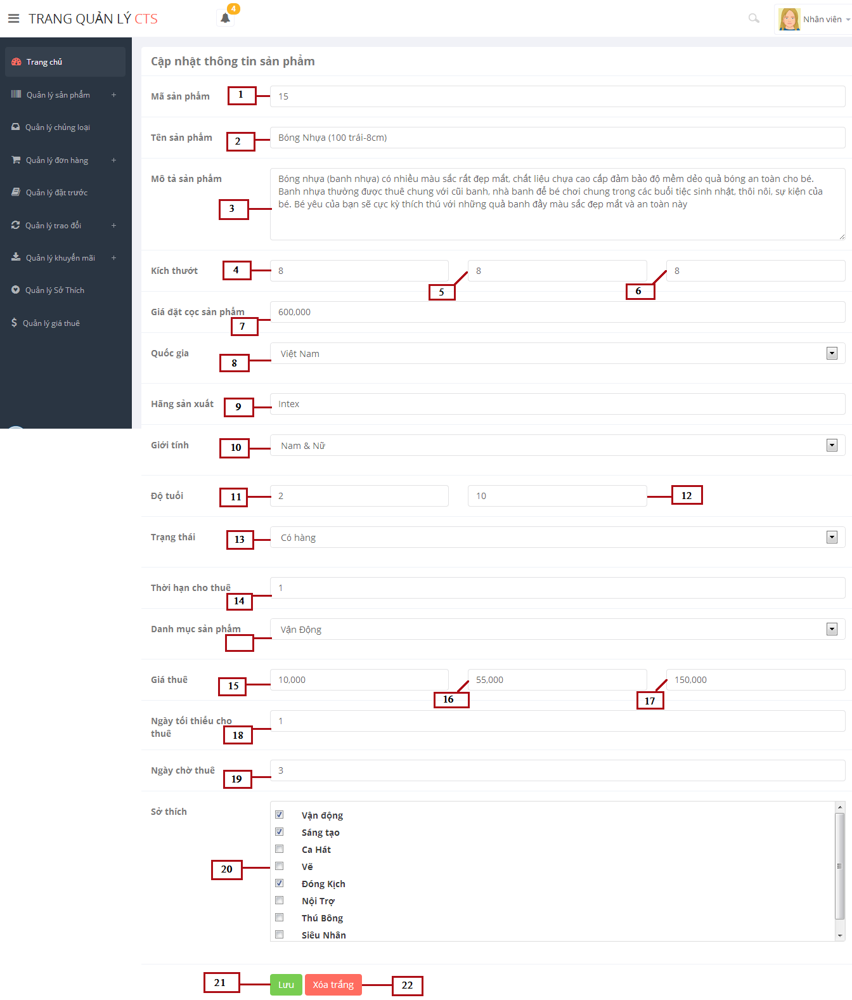 TRANG QUẢN LÝ CTS
4
Nhân viên
Trang chủ
Quản lý sản phẩm +
Quản lý chủng loại
Quản lý đơn hàng +
Quản lý đặt trước
Quản lý trao đổi +
Quản lý khuyến mãi +
Quản lý Sở Thích
Quản lý giá thuê
Cập nhật thông tin sản phẩm
Mã sản phẩm 1 15
Tên sản phẩm 2 Bóng Nhựa (100 trái-8cm)
Mô tả sản phẩm 3
Bóng nhựa (banh nhựa) có nhiều màu sắc rất đẹp mắt, chất liệu chựa cao cấp đảm bảo độ mềm dẻo quả bóng an toàn cho bé.
Banh nhựa thường được thuê chung với cũi banh, nhà banh để bé chơi chung trong các buổi tiệc sinh nhật, thôi nôi, sự kiện của
bé. Bé yêu của bạn sẽ cực kỳ thích thú với những quả banh đầy màu sắc đẹp mắt và an toàn này
Kích thướt 4 8 5 8 6 8
Giá đặt cọc sản phẩm 7 600,000
Quốc gia 8 Việt Nam
Hãng sản xuất 9 Intex
Giới tính 10 Nam & Nữ
Độ tuổi 11 2 10 12
Trạng thái 13 Có hàng
Thời hạn cho thuê 14 1
Danh mục sản phẩm Vận Động
Giá thuê 15 10,000 16 55,000 17 150,000
Ngày tối thiểu cho
thuê 18 1
Ngày chờ thuê 19 3
Sở thích 20
Vận động
Sáng tạo
Ca Hát
Vẽ
Đóng Kịch
Nội Trợ
Thú Bông
Siêu Nhân
21 Lưu Xóa trắng 22